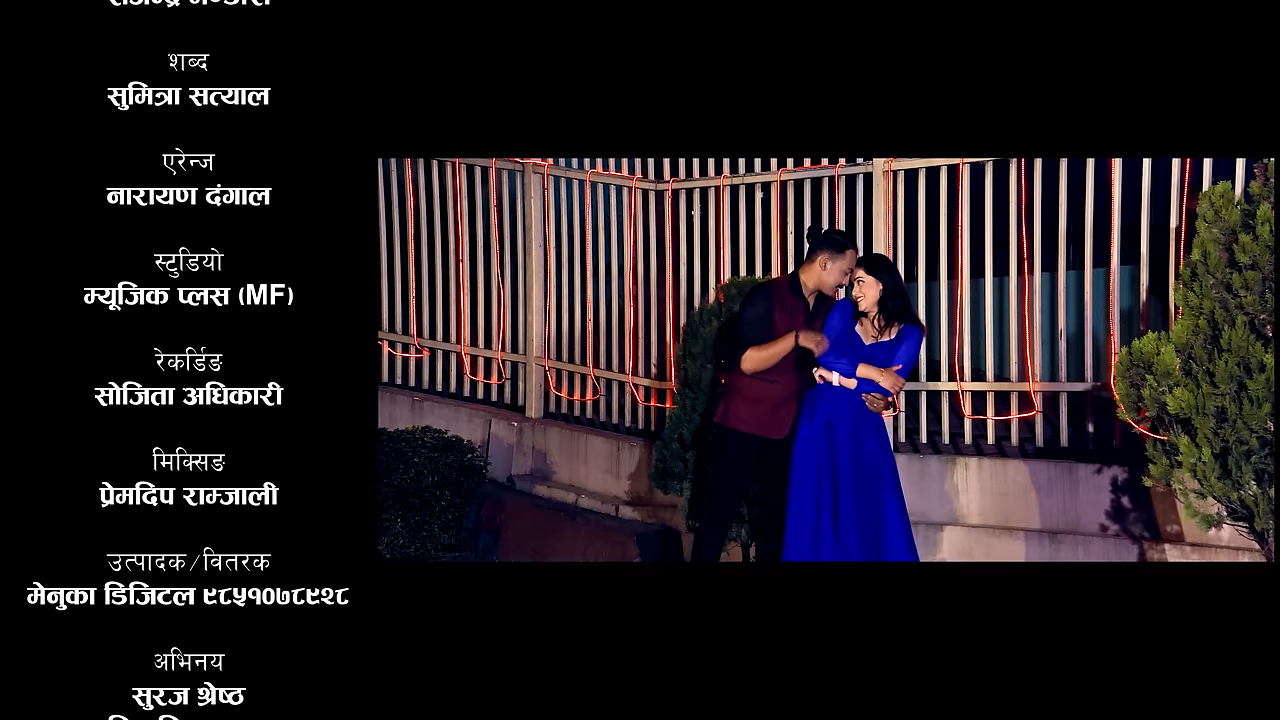 शब्द
सुमित्रा सत्याल
एरेन्ज
नारायण दंगाल
स्टुडियो
म्यूजिक प्लस (MF)
रेकर्डिङ
सोजिता अधिकारी
मिक्सिङ
प्रेमदिप राम्जाली
उत्पादक/वितरक
मेनुका डिजिटल ९८५१०७८९२८
अभिनय
सुरज श्रेष्ठ